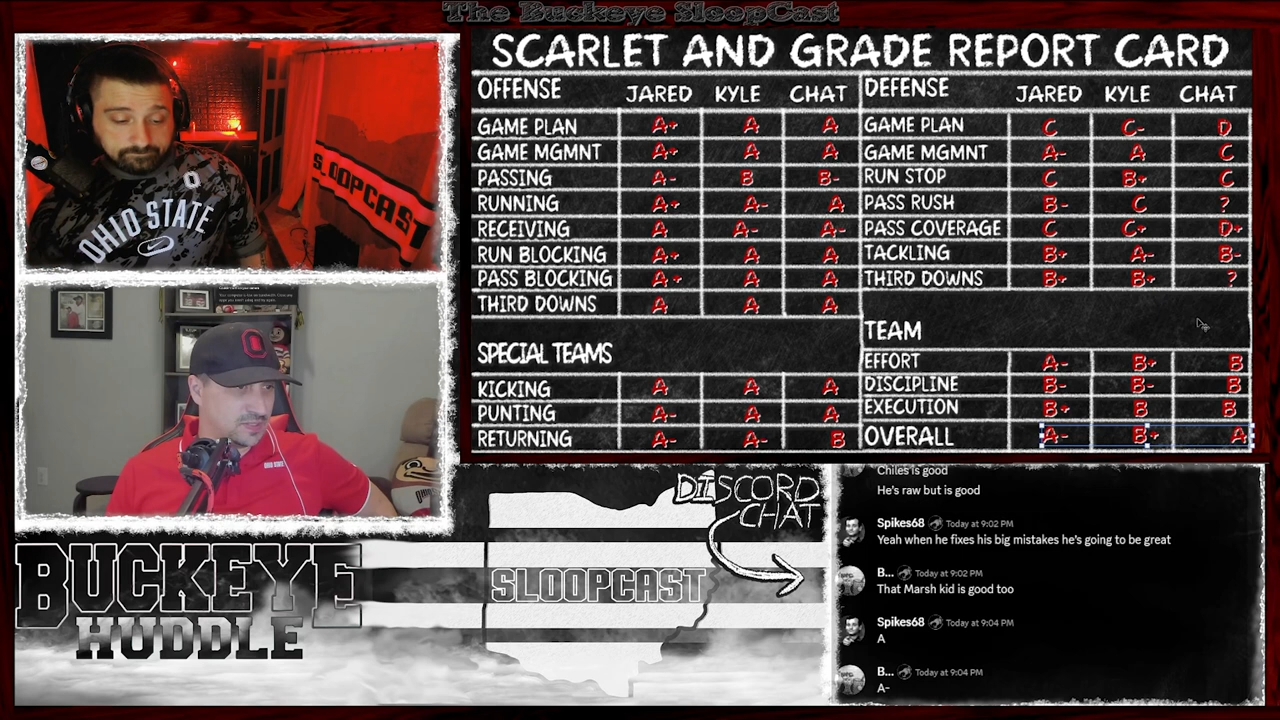 The Buckeye SloopCast
SCARLET AND GRADE REPORT CARD
OFFENSE JARED KYLE CHAT
GAME PLAN A+ A A
GAME MGMNT A+ A A
PASSING A- B B-
RUNNING A+ A- A
RECEIVING A A- A-
RUN BLOCKING A+ A A
PASS BLOCKING A+ A A
THIRD DOWNS A A A
SPECIAL TEAMS
KICKING A A A
PUNTING A- A A
RETURNING A- A- B
DEFENSE JARED KYLE CHAT
GAME PLAN C C- D
GAME MGMNT A- A C
RUN STOP C B+ C
PASS RUSH B- C ?
PASS COVERAGE C C+ D+
TACKLING B+ A- B-
THIRD DOWNS B+ B+ ?
TEAM
EFFORT A- B+ B
DISCIPLINE B- B- B
EXECUTION B+ B B
OVERALL A- B+ A
SLOOPCAST
OHIO STATE
BUCKEYE
HUDDLE
SLOOPCAST
DISCORD
CHAT
Chiles is good
He's raw but is good
Spikes68 Today at 9:02 PM
Yeah when he fixes his big mistakes he's going to be great
B... Today at 9:02 PM
That Marsh kid is good too
Spikes68 Today at 9:04 PM
A
B... Today at 9:04 PM
A-